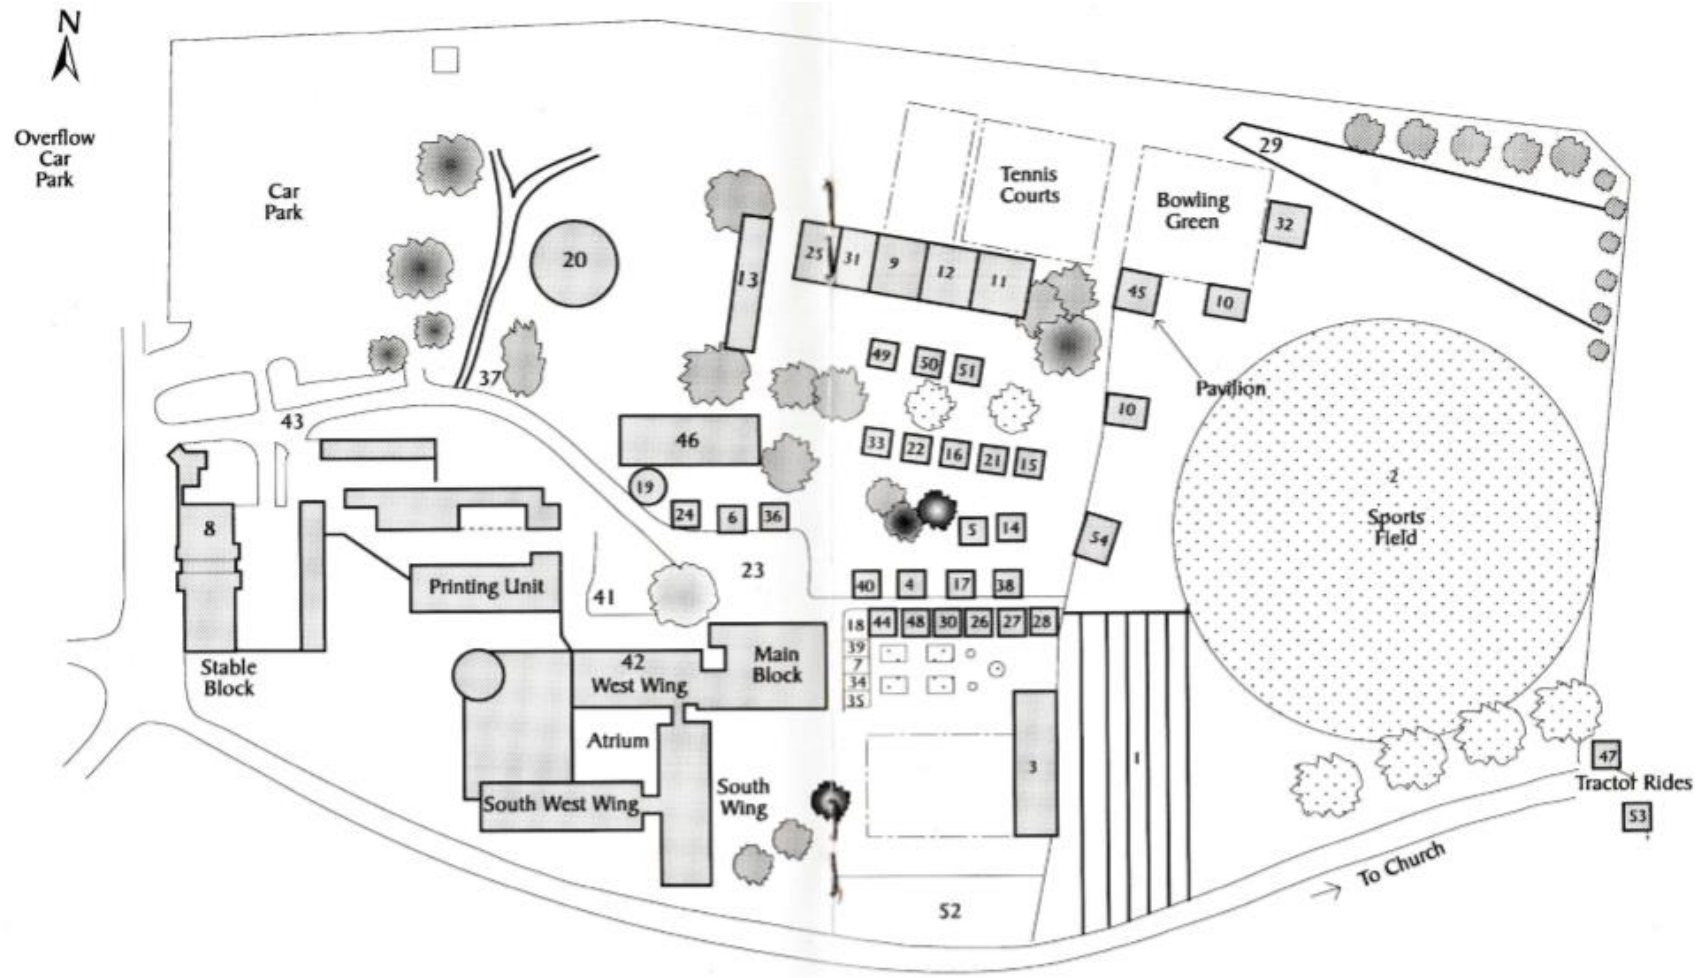 N
Overflow
Car
Park
Car
Park
Tennis
Courts
29
Bowling
Green
32
20
13
25
31
9
12
11
45
10
49
50
51
37
Pavilion
43
10
46
33
22
16
21
15
2
Sports
Field
19
24
6
36
8
5
14
54
23
Printing Unit
41
40
4
17
38
18
44
48
30
26
27
28
39
7
34
35
Stable
Block
42
West Wing
Main
Block
Atrium
3
1
47
Tractor Rides
South West Wing
South
Wing
53
To Church
52